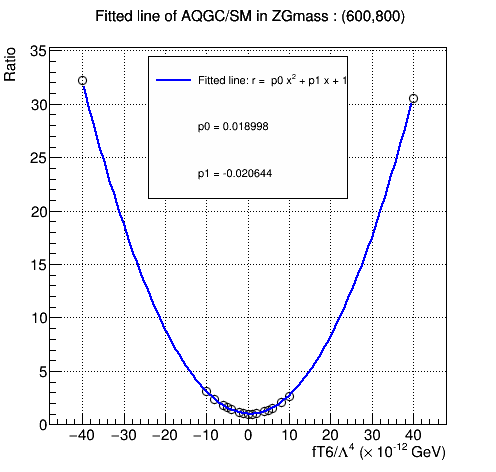 Fitted line of AQGC/SM in ZGmass : (600,800)
Ratio
35
30
25
20
15
10
5
0
Fitted line: r = p0 x² + p1 x + 1
p0 = 0.018998
p1 = -0.020644
−40 −30 −20 −10 0 10 20 30 40
fT6/Λ⁴ (× 10⁻¹² GeV)